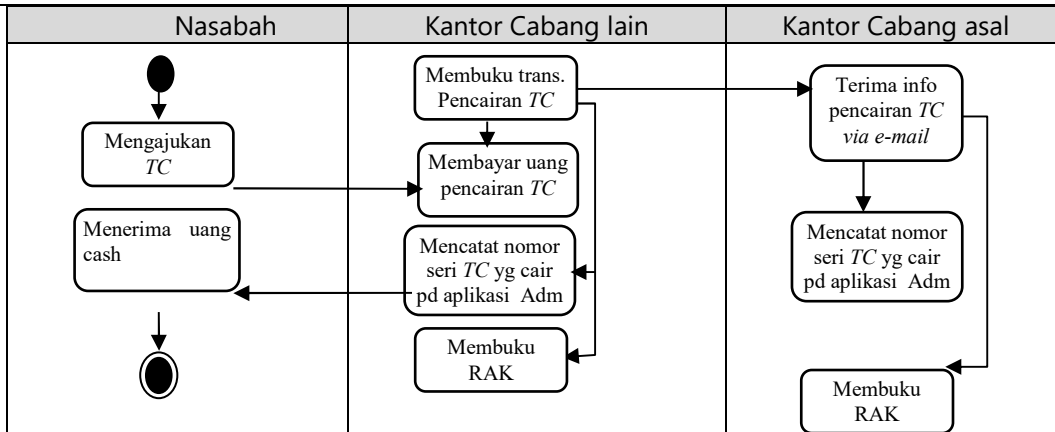 Nasabah
Kantor Cabang lain
Kantor Cabang asal
Mengajukan
TC
Menerima uang
cash
Membuku trans.
Pencairan TC
Membayar uang
pencairan TC
Mencatat nomor
seri TC yg cair
pd aplikasi Adm
Membuku
RAK
Terima info
pencairan TC
via e-mail
Mencatat nomor
seri TC yg cair
pd aplikasi Adm
Membuku
RAK